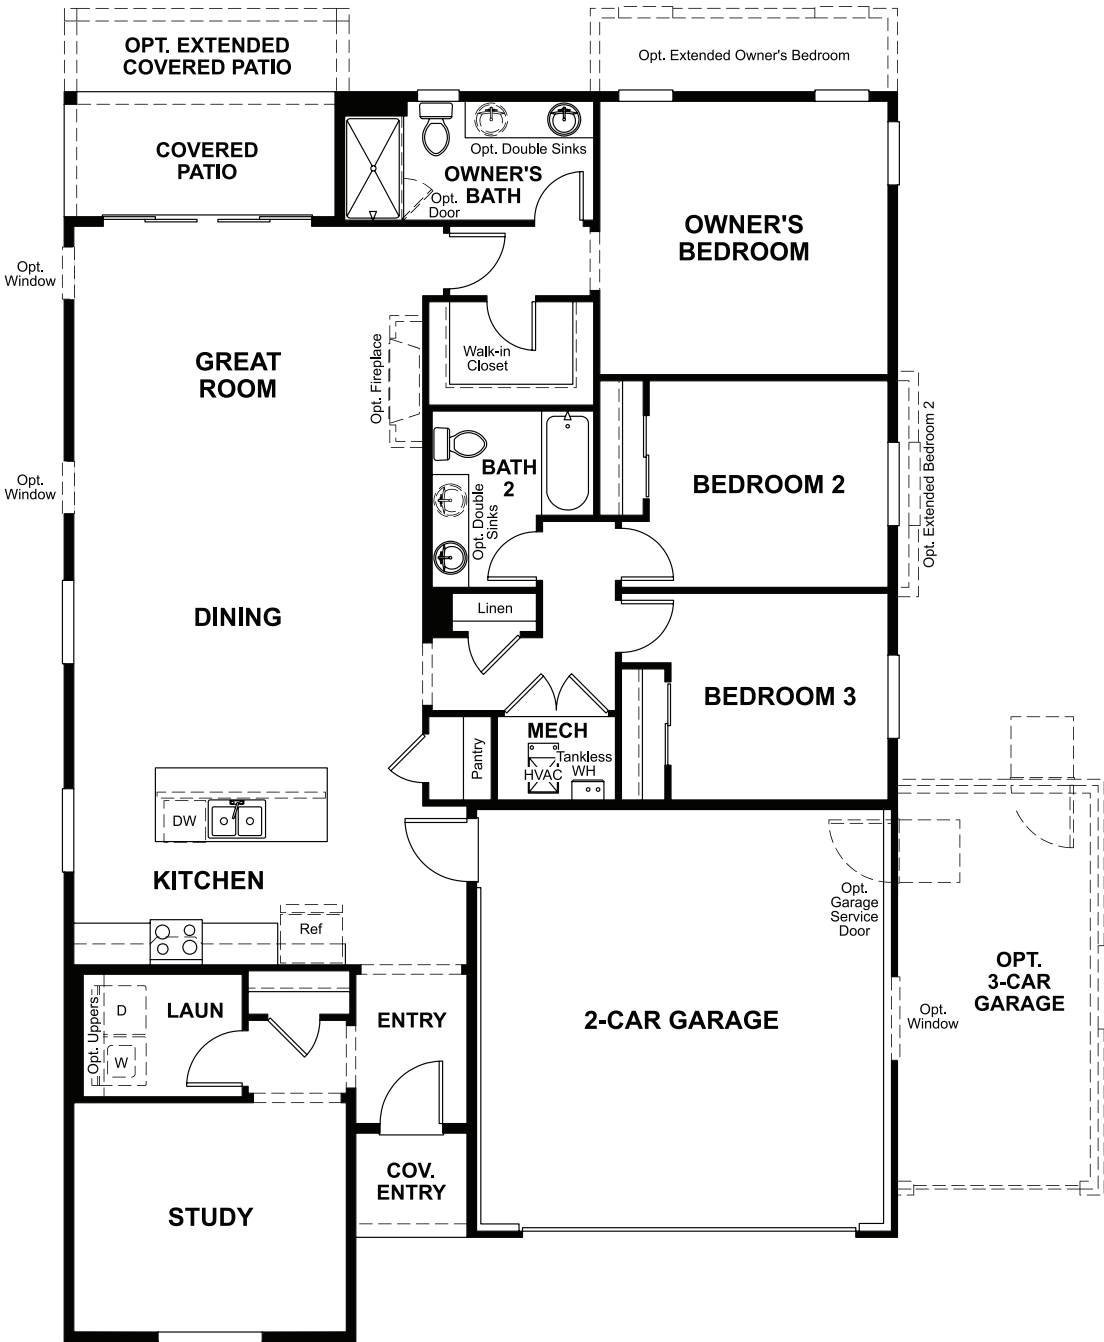 OPT. EXTENDED
COVERED PATIO
Opt. Extended Owner's Bedroom
COVERED
PATIO
Opt. Double Sinks
OWNER'S
BATH
Opt.
Door
OWNER'S
BEDROOM
Opt.
Window
GREAT
ROOM
Opt. Fireplace
Walk-in
Closet
Opt.
Window
BATH
2
Opt. Double
Sinks
BEDROOM 2
Opt. Extended Bedroom 2
DINING
Linen
BEDROOM 3
MECH
Pantry
HVAC
Tankless
WH
DW
KITCHEN
Ref
Opt.
Garage
Service
Door
OPT.
3-CAR
GARAGE
Opt.
Window
Opt. Uppers
D
W
LAUN
ENTRY
2-CAR GARAGE
COV.
ENTRY
STUDY